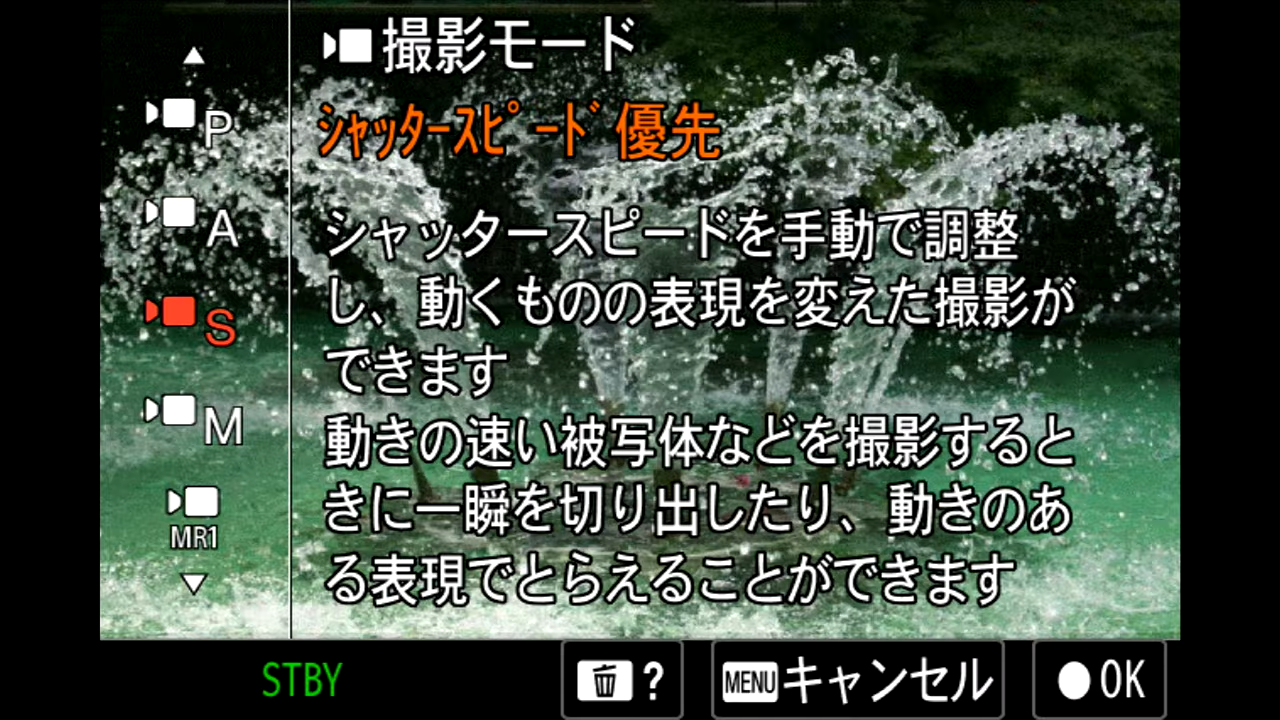 撮影モード
P
ｼｬｯﾀｰｽﾋﾟｰﾄﾞ優先
A
シャッタースピードを手動で調整
し、動くものの表現を変えた撮影が
S
できます
M
動きの速い被写体などを撮影すると
きに一瞬を切り出したり、動きのあ
MR1
る表現でとらえることができます
STBY
?
MENU キャンセル
OK